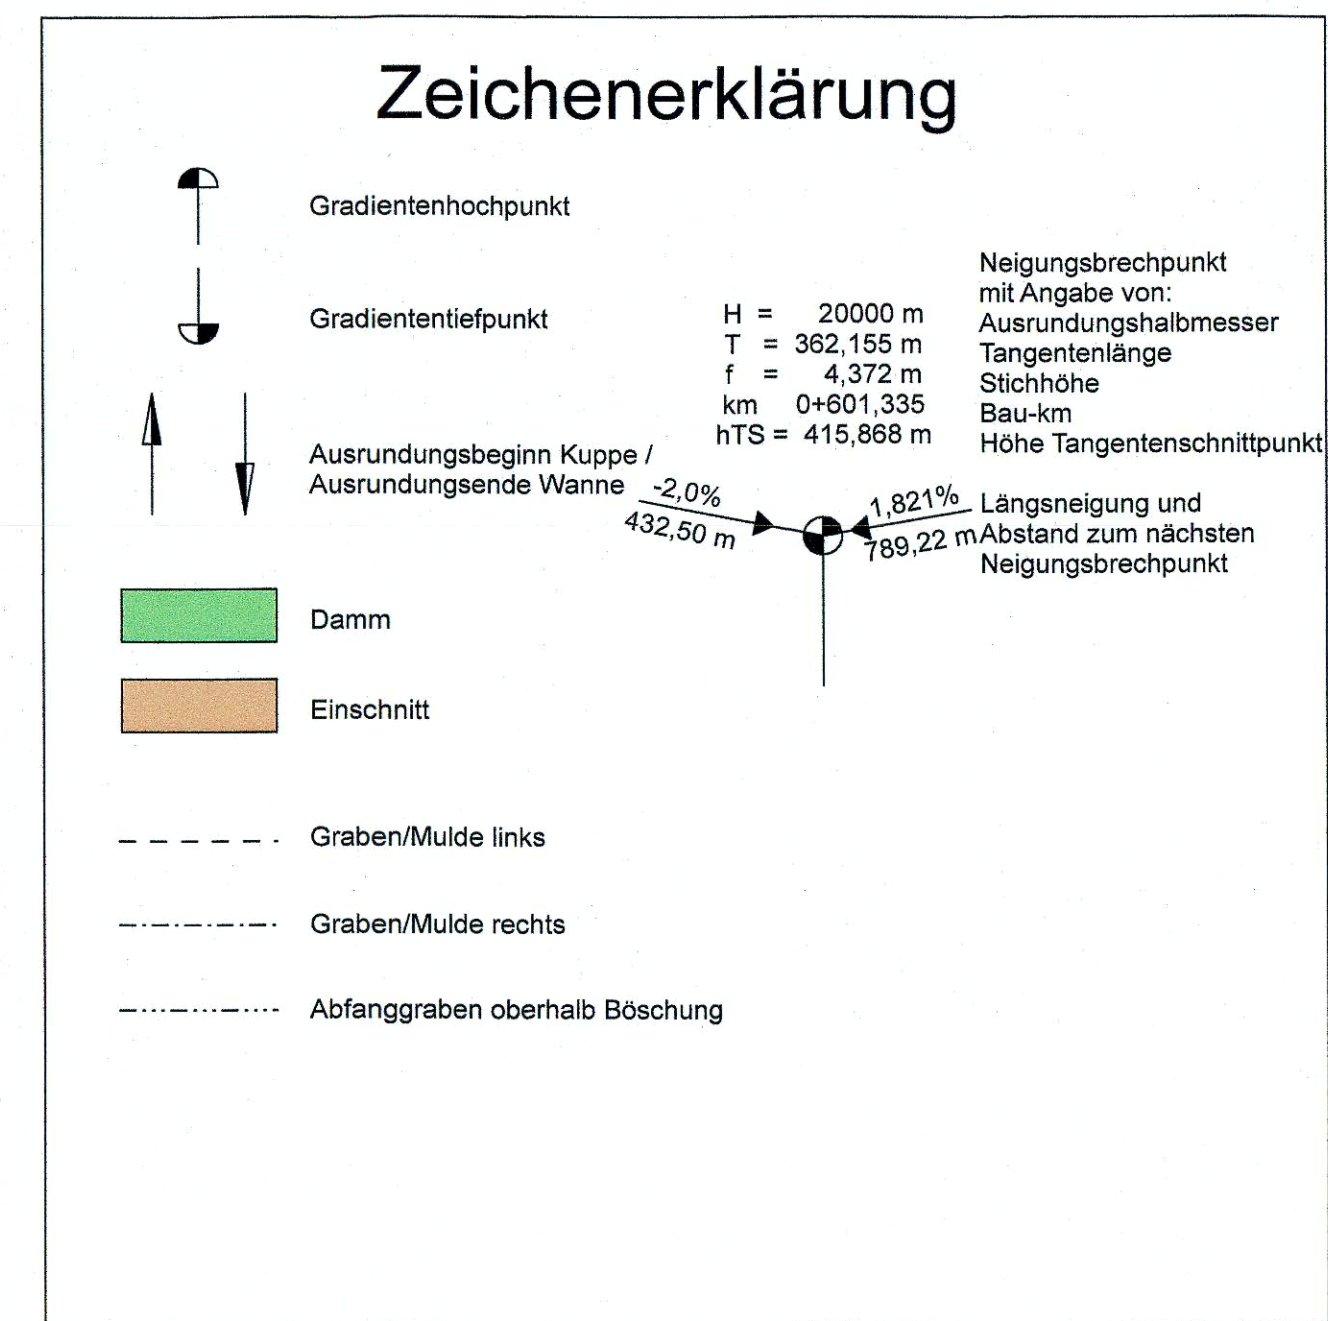 Zeichenerklärung
Gradientenhochpunkt
Gradiententiefpunkt
Ausrundungsbeginn Kuppe /
Ausrundungsende Wanne
H = 20000 m
T = 362,155 m
f = 4,372 m
km 0+601,335
hTS = 415,868 m
Neigungsbrechpunkt
mit Angabe von:
Ausrundungshalbmesser
Tangentenlänge
Stichhöhe
Bau-km
Höhe Tangentenschnittpunkt
-2,0%
432,50 m
1,821%
789,22 m
Längsneigung und
Abstand zum nächsten
Neigungsbrechpunkt
Damm
Einschnitt
Graben/Mulde links
Graben/Mulde rechts
Abfanggraben oberhalb Böschung